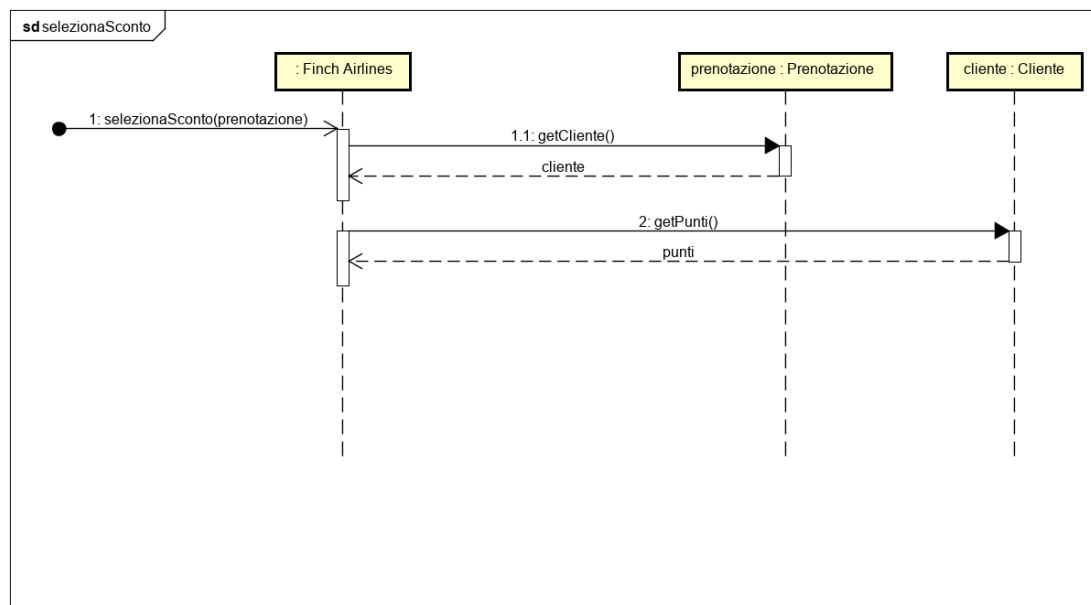 sd selezionaSconto
: Finch Airlines
prenotazione : Prenotazione
cliente : Cliente
1: selezionaSconto(prenotazione)
1.1: getCliente()
cliente
2: getPunti()
punti